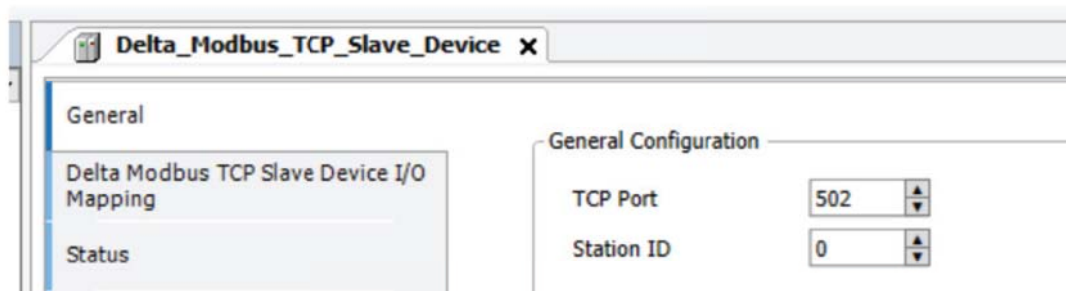 Delta_Modbus_TCP_Slave_Device
General
Delta Modbus TCP Slave Device I/O
Mapping
Status
General Configuration
TCP Port 502
Station ID 0